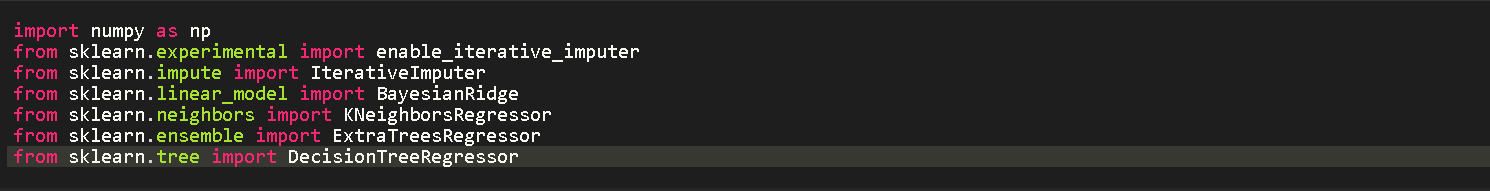 import numpy as np
from sklearn.experimental import enable_iterative_imputer
from sklearn.impute import IterativeImputer
from sklearn.linear_model import BayesianRidge
from sklearn.neighbors import KNeighborsRegressor
from sklearn.ensemble import ExtraTreesRegressor
from sklearn.tree import DecisionTreeRegressor